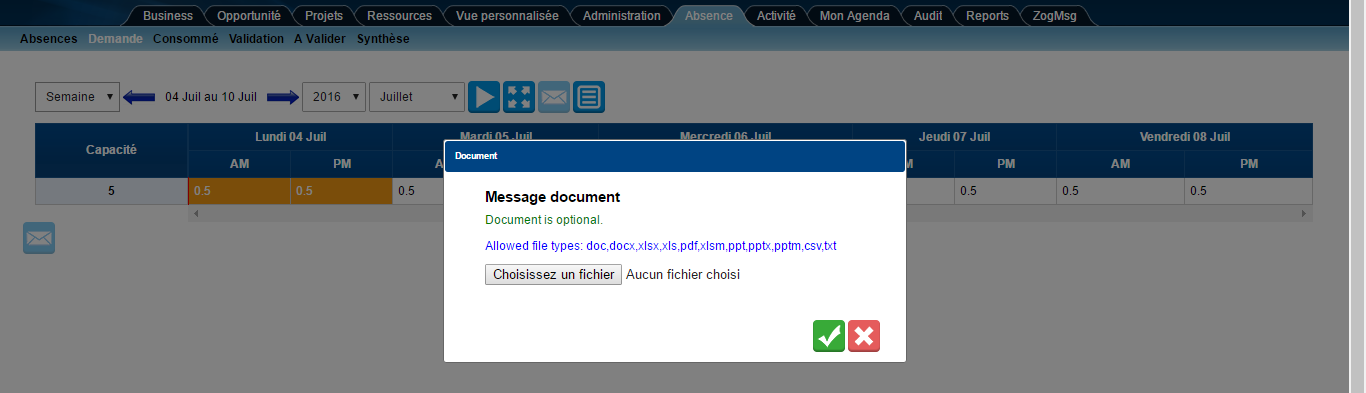 Business Opportunité Projets Ressources Vue personnalisée Administration Absence Activité Mon Agenda Audit Reports ZogMsg
Absences Demande Consommé Validation A Valider Synthèse
Semaine 04 Juil au 10 Juil 2016 Juillet
Capacité Lundi 04 Juil Mardi 05 Juil Mercredi 06 Juil Jeudi 07 Juil Vendredi 08 Juil
AM PM PM AM PM
5 0.5 0.5 0.5 0.5 0.5 0.5
Document
Message document
Document is optional.
Allowed file types: doc,docx,xlsx,xls,pdf,xlsm,ppt,pptx,pptm,csv,txt
Choisissez un fichier Aucun fichier choisi